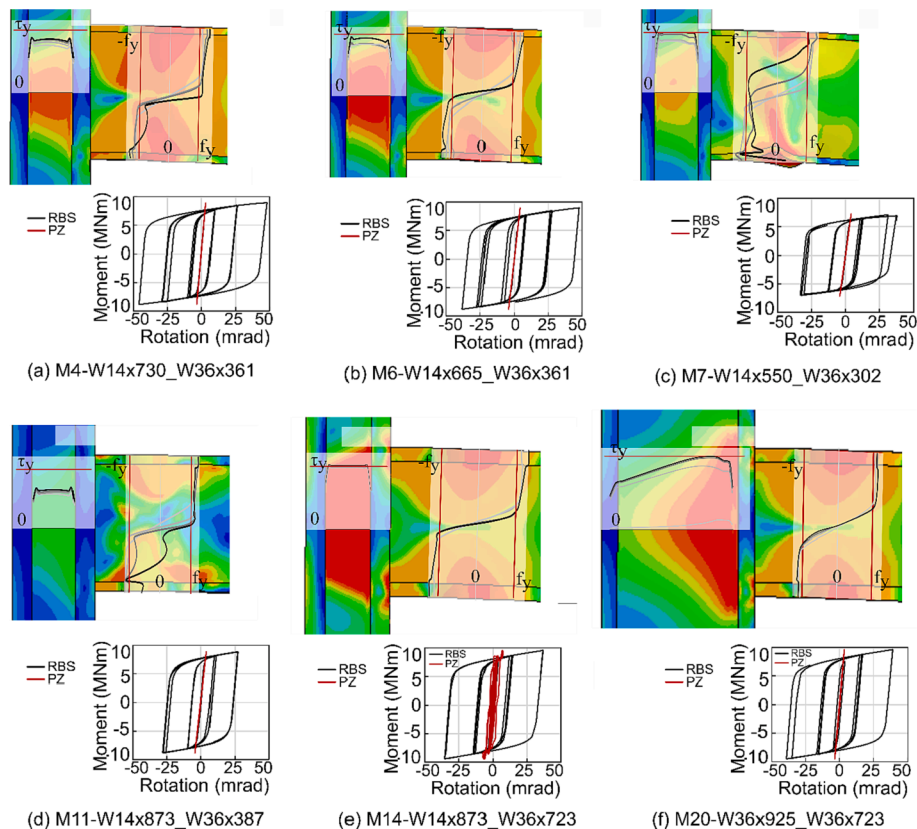 τy
-fy
0
0
fy
τy
-fy
0
0
fy
τy
-fy
0
0
fy
RBS
PZ
Moment (MNm)
10
5
0
-5
-10
-50
-25
0
25
50
Rotation (mrad)
RBS
PZ
Moment (MNm)
10
5
0
-5
-10
-50
-25
0
25
50
Rotation (mrad)
RBS
PZ
Moment (MNm)
10
5
0
-5
-10
-50
-25
0
25
50
Rotation (mrad)
(a) M4-W14x730_W36x361
(b) M6-W14x665_W36x361
(c) M7-W14x550_W36x302
τy
-fy
0
0
fy
τy
-fy
0
0
fy
τy
-fy
0
0
fy
RBS
PZ
Moment (MNm)
10
5
0
-5
-10
-50
-25
0
25
50
Rotation (mrad)
RBS
PZ
RBS
PZ
Moment (MNm)
10
5
0
-5
-10
-50
-25
0
25
50
Rotation (mrad)
RBS
PZ
RBS
PZ
Moment (MNm)
10
5
0
-5
-10
-50
-25
0
25
50
Rotation (mrad)
(d) M11-W14x873_W36x387
(e) M14-W14x873_W36x723
(f) M20-W36x925_W36x723